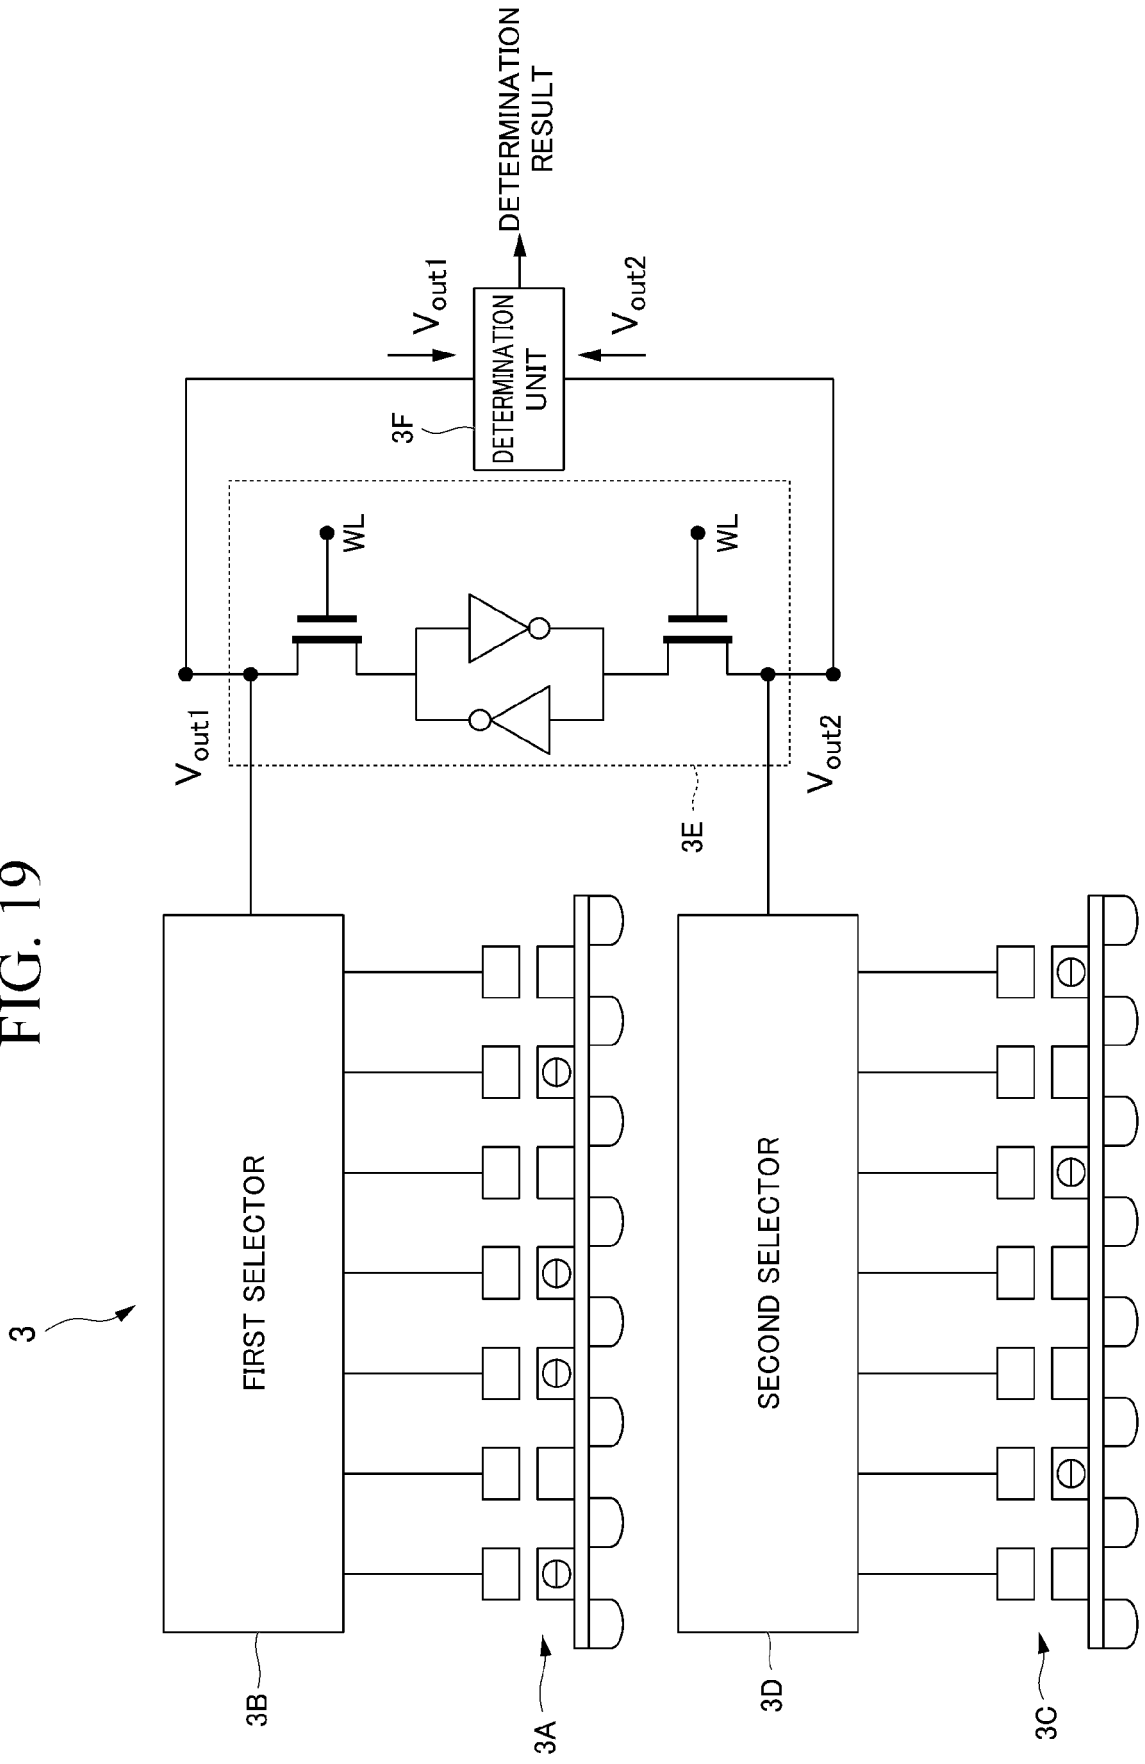 FIG. 19
3
3B
FIRST SELECTOR
3A
3D
SECOND SELECTOR
3C
Vout1
WL
WL
3E
Vout2
3F
DETERMINATION
UNIT
Vout1
Vout2
DETERMINATION
RESULT